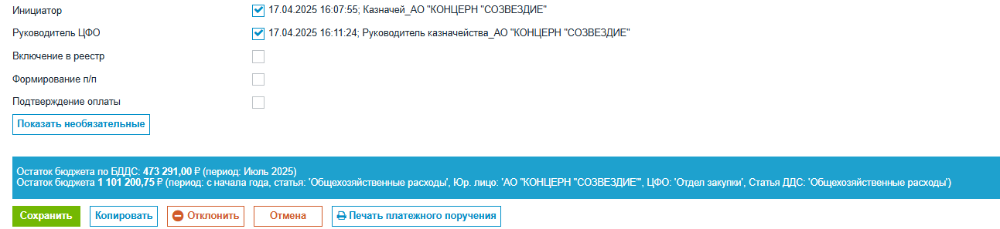 Инициатор 17.04.2025 16:07:55; Казначей_АО "КОНЦЕРН "СОЗВЕЗДИЕ"
Руководитель ЦФО 17.04.2025 16:11:24; Руководитель казначейства_АО "КОНЦЕРН "СОЗВЕЗДИЕ"
Включение в реестр
Формирование п/п
Подтверждение оплаты
Показать необязательные
Остаток бюджета по БДДС: 473 291,00 ₽ (период: Июль 2025)
Остаток бюджета 1 101 200,75 ₽ (период: с начала года, статья: 'Общехозяйственные расходы', Юр. лицо: 'АО "КОНЦЕРН "СОЗВЕЗДИЕ"', ЦФО: 'Отдел закупки', Статья ДДС: 'Общехозяйственные расходы')
Сохранить Копировать Отклонить Отмена Печать платежного поручения